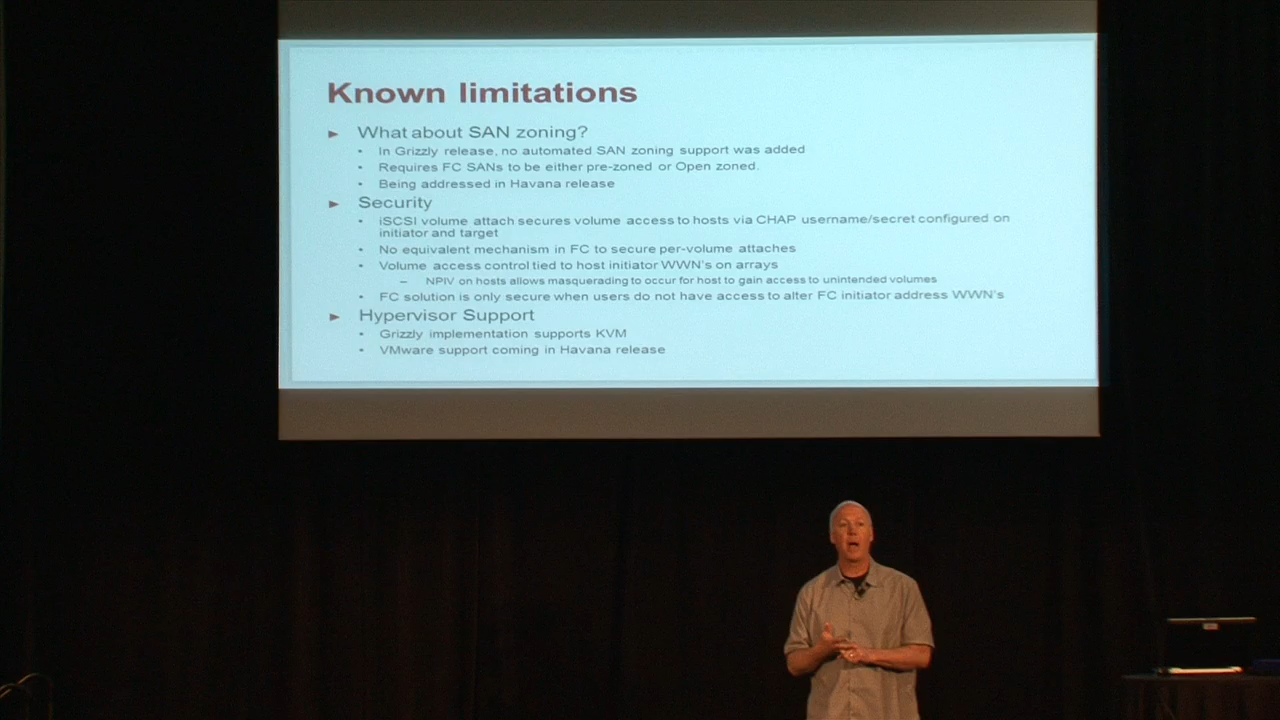 Known limitations
► What about SAN zoning?
• In Grizzly release, no automated SAN zoning support was added
• Requires FC SANs to be either pre-zoned or Open zoned.
• Being addressed in Havana release
► Security
• iSCSI volume attach secures volume access to hosts via CHAP username/secret configured on
initiator and target
• No equivalent mechanism in FC to secure per-volume attaches
• Volume access control tied to host initiator WWN's on arrays
– NPIV on hosts allows masquerading to occur for host to gain access to unintended volumes
• FC solution is only secure when users do not have access to alter FC initiator address WWN's
► Hypervisor Support
• Grizzly implementation supports KVM
• VMware support coming in Havana release